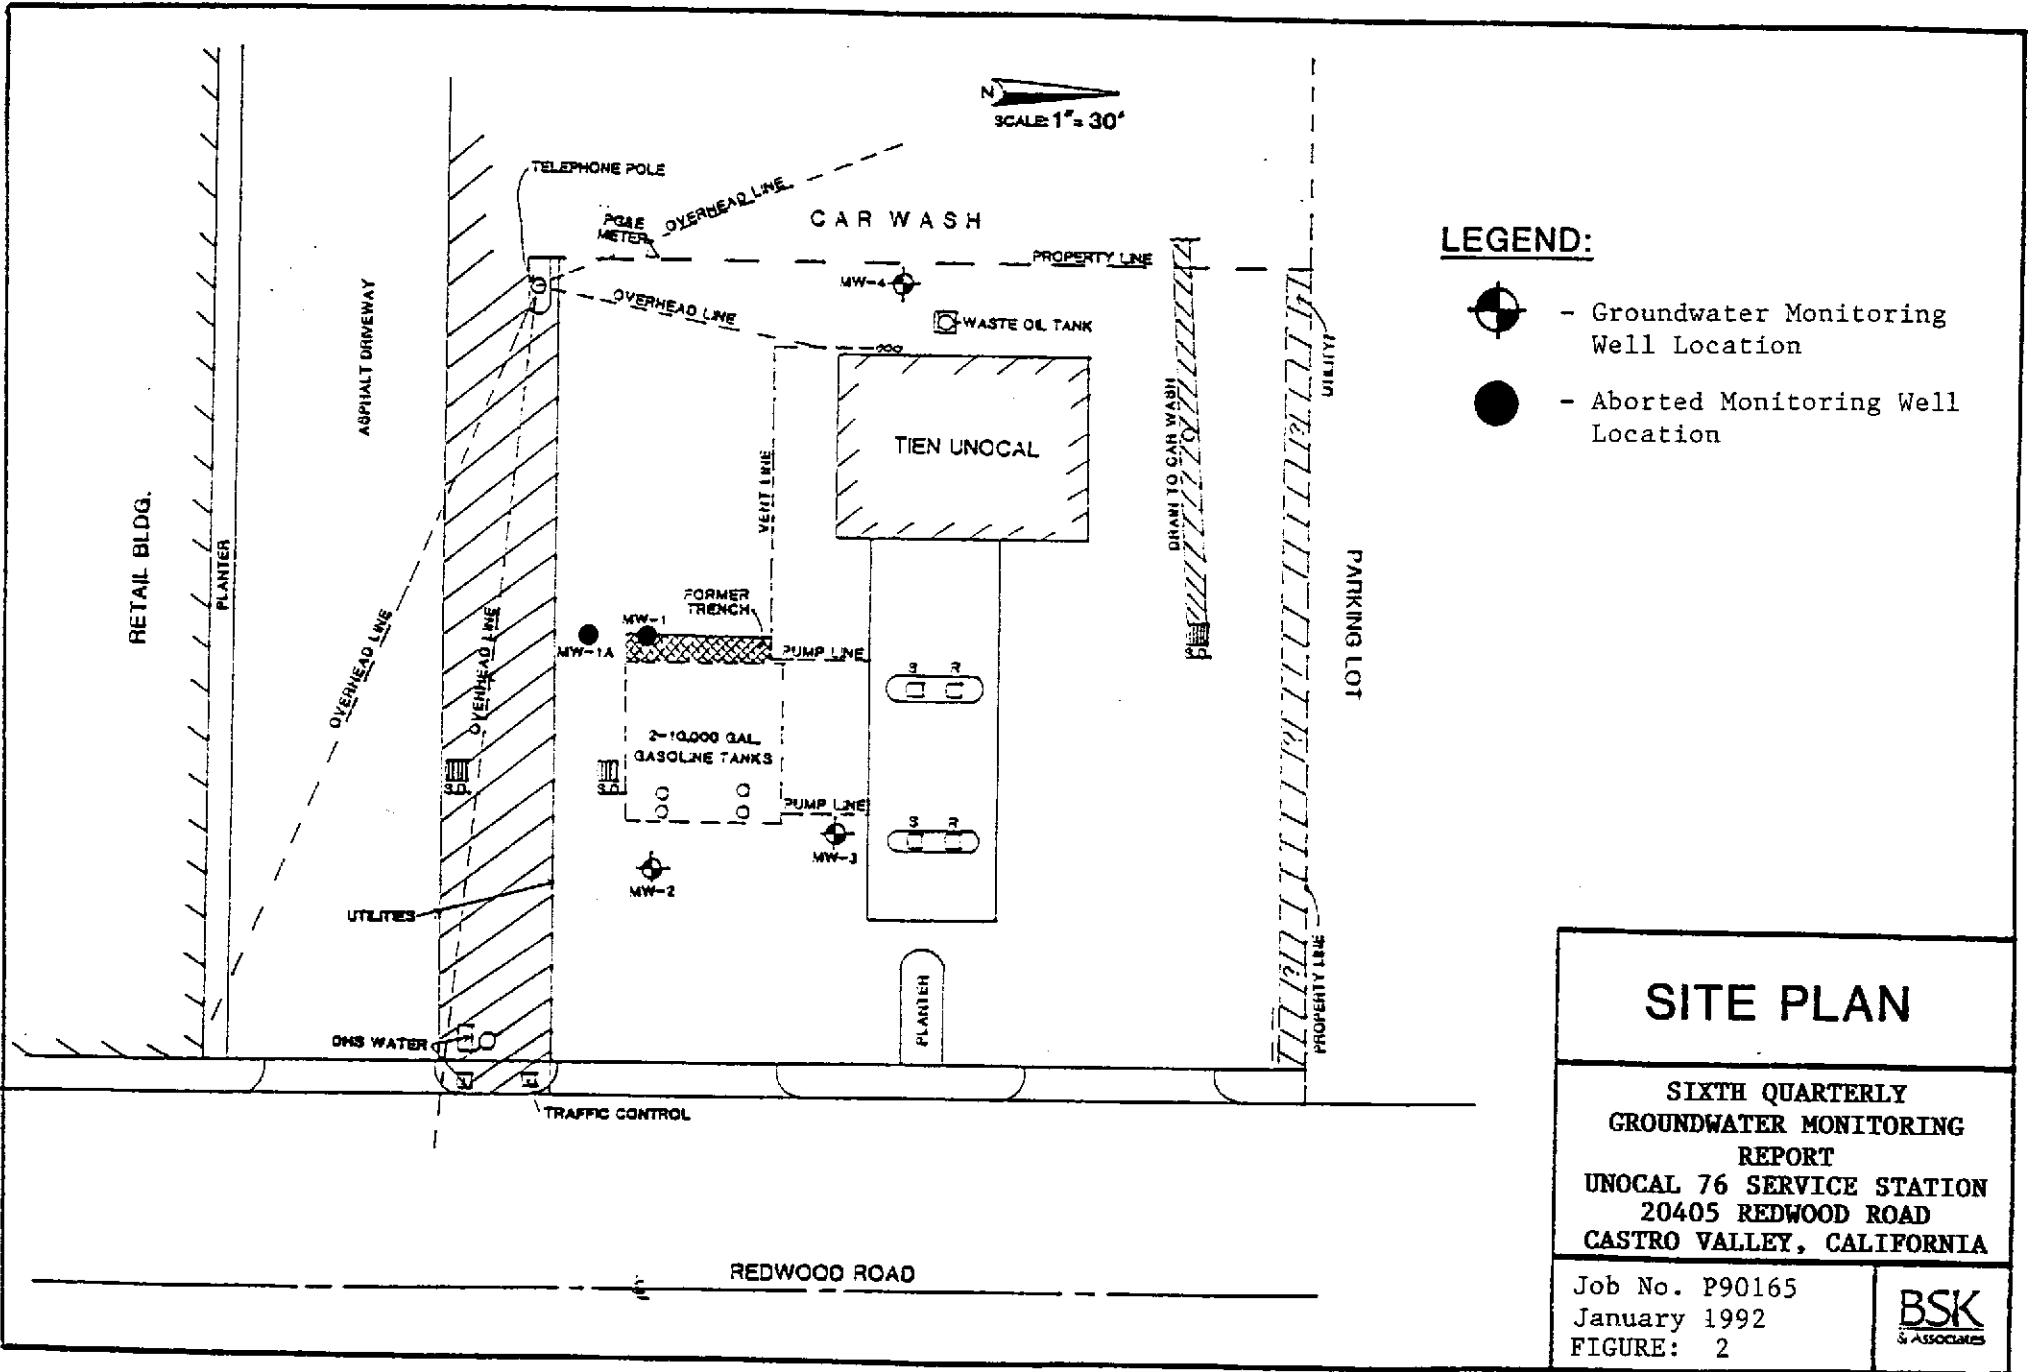 N
SCALE: 1"= 30'
TELEPHONE POLE
OVERHEAD LINE
PG&E
METER
CAR WASH
PROPERTY LINE
MW-4
OVERHEAD LINE
WASTE OIL TANK
UTILITY
ASPHALT DRIVEWAY
TIEN UNOCAL
DRAIN TO CAR WASH
VENT LINE
RETAIL BLDG.
PLANTER
PARKING LOT
FORMER
TRENCH
MW-1
MW-1A
PUMP LINE
OVERHEAD LINE
OVERHEAD LINE
S R
2-10,000 GAL.
GASOLINE TANKS
PUMP LINE
S R
MW-3
MW-2
UTILITIES
PLANTER
PROPERTY LINE
OHS WATER
TRAFFIC CONTROL
REDWOOD ROAD
LEGEND:
- Groundwater Monitoring
Well Location
- Aborted Monitoring Well
Location
SITE PLAN
SIXTH QUARTERLY
GROUNDWATER MONITORING
REPORT
UNOCAL 76 SERVICE STATION
20405 REDWOOD ROAD
CASTRO VALLEY, CALIFORNIA
Job No. P90165
January 1992
FIGURE: 2
BSK
& Associates